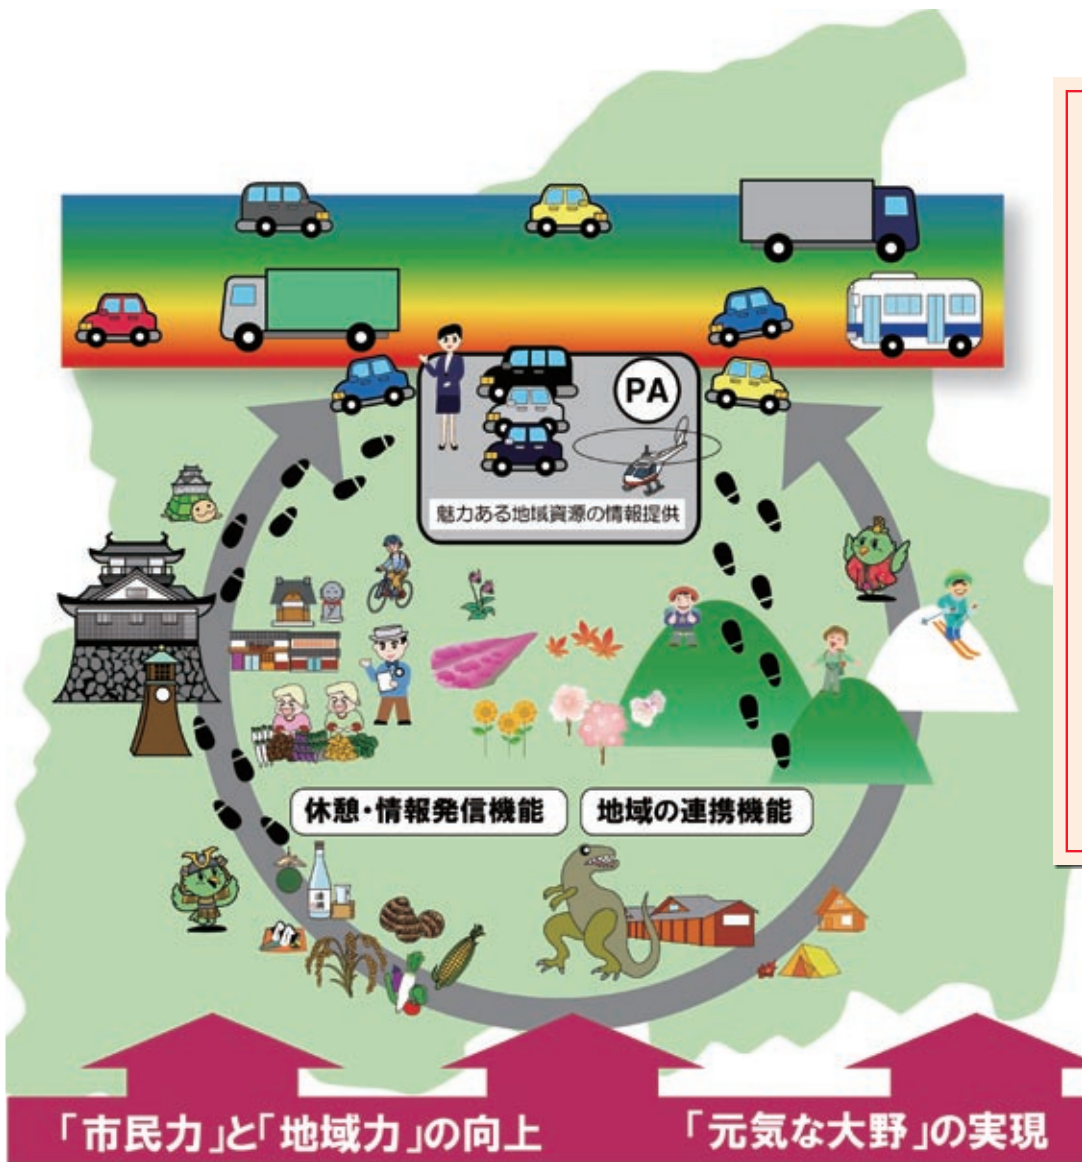 PA
魅力ある地域資源の情報提供
休憩・情報発信機能
地域の連携機能
「市民力」と「地域力」の向上
「元気な大野」の実現